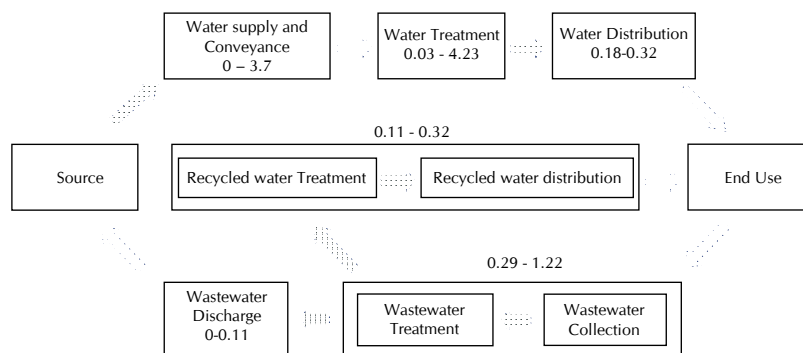 Water supply and
Conveyance
0 – 3.7
Water Treatment
0.03 - 4.23
Water Distribution
0.18-0.32
0.11 - 0.32
Source
Recycled water Treatment
Recycled water distribution
End Use
0.29 - 1.22
Wastewater
Discharge
0-0.11
Wastewater
Treatment
Wastewater
Collection